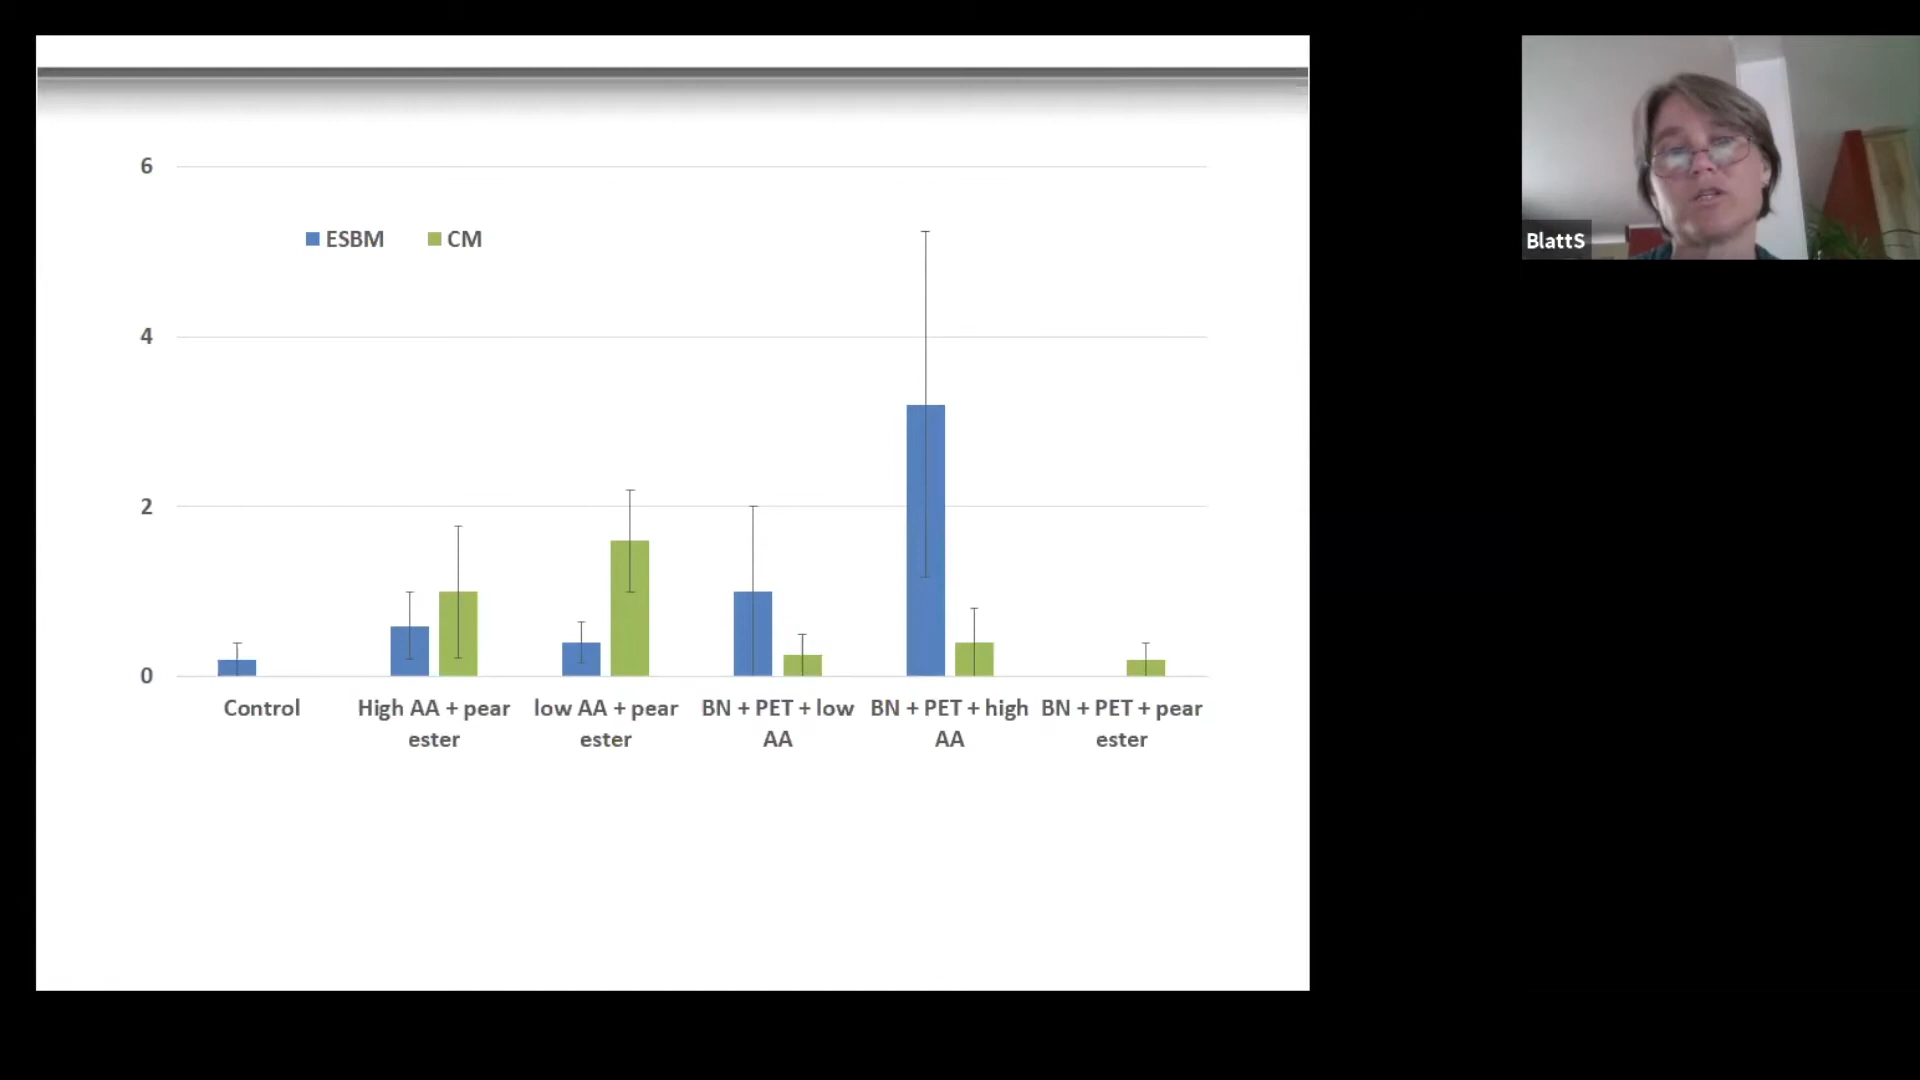 6
ESBM CM
4
2
0
Control High AA + pear low AA + pear BN + PET + low BN + PET + high BN + PET + pear
ester ester AA AA ester
BlattS